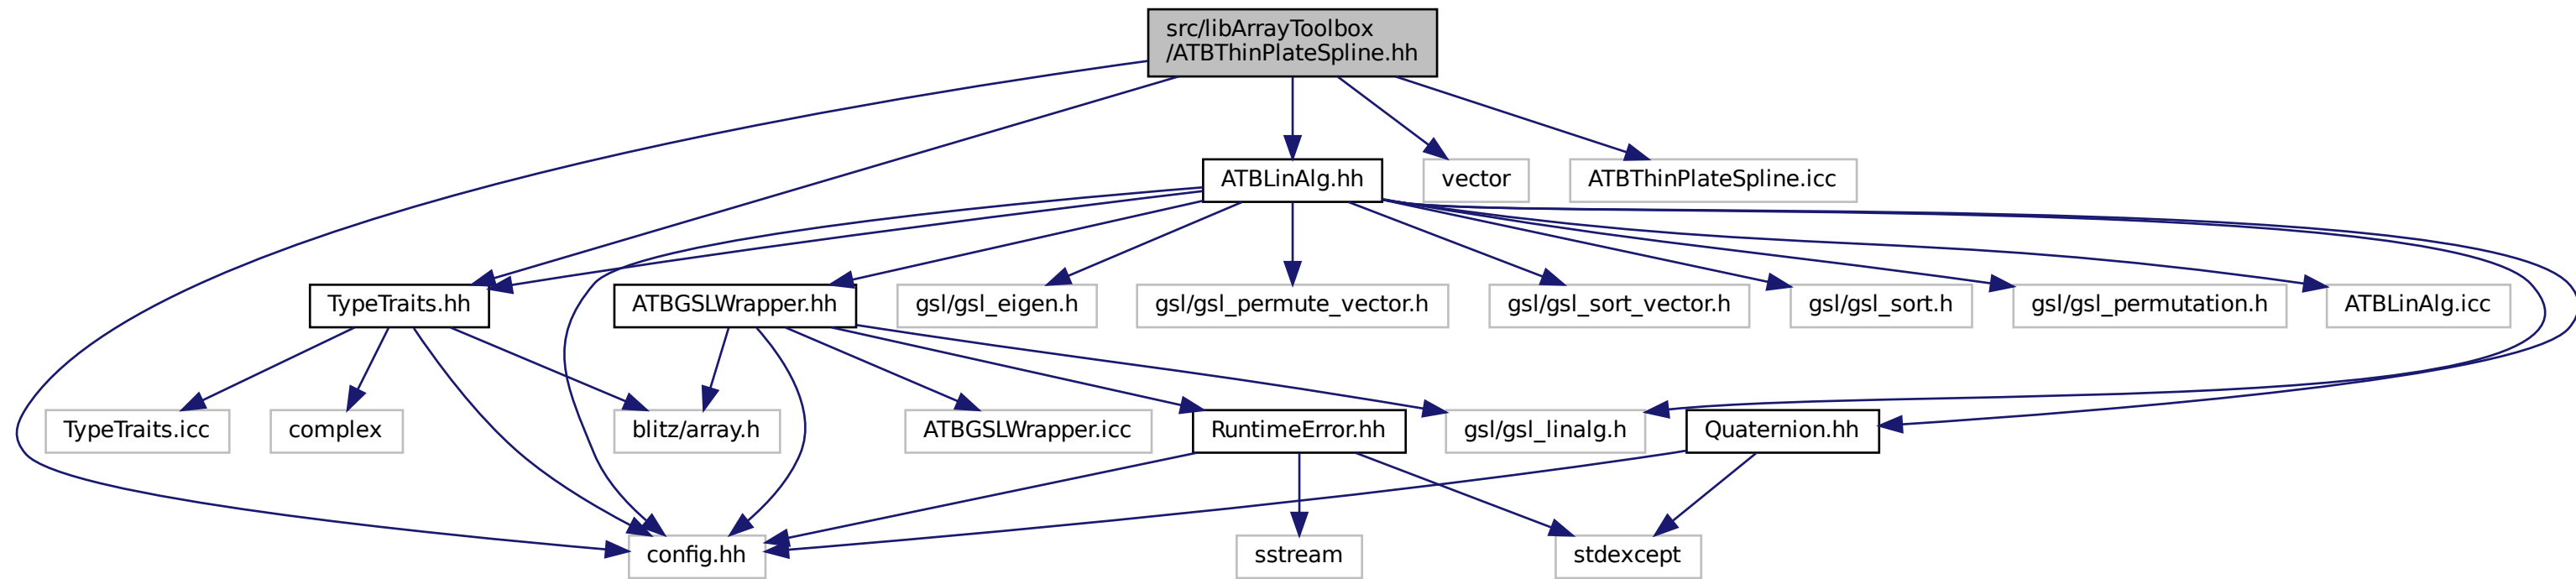 src/libArrayToolbox
/ATBThinPlateSpline.hh
ATBLinAlg.hh
vector
ATBThinPlateSpline.icc
TypeTraits.hh
ATBGSLWrapper.hh
gsl/gsl_eigen.h
gsl/gsl_permute_vector.h
gsl/gsl_sort_vector.h
gsl/gsl_sort.h
gsl/gsl_permutation.h
ATBLinAlg.icc
TypeTraits.icc
complex
blitz/array.h
ATBGSLWrapper.icc
RuntimeError.hh
gsl/gsl_linalg.h
Quaternion.hh
config.hh
sstream
stdexcept